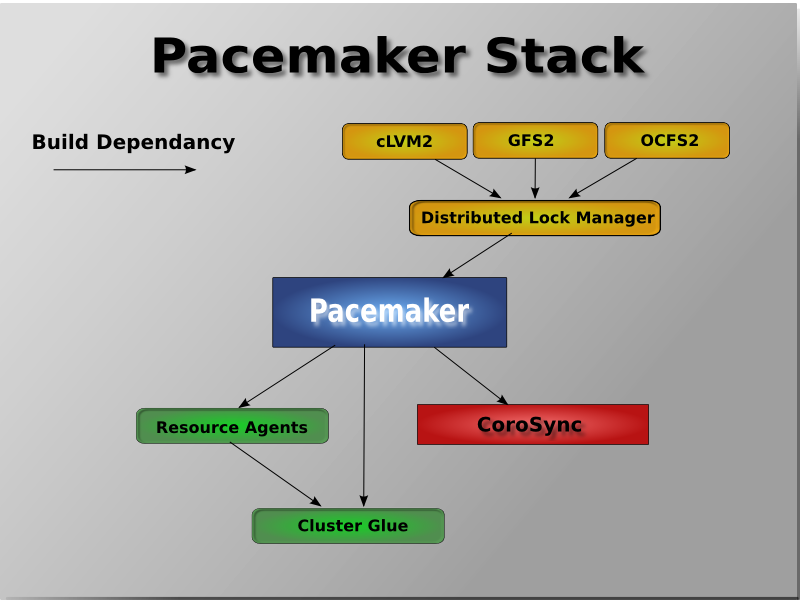 Pacemaker Stack
Build Dependancy
cLVM2
GFS2
OCFS2
Distributed Lock Manager
Pacemaker
Resource Agents
CoroSync
Cluster Glue